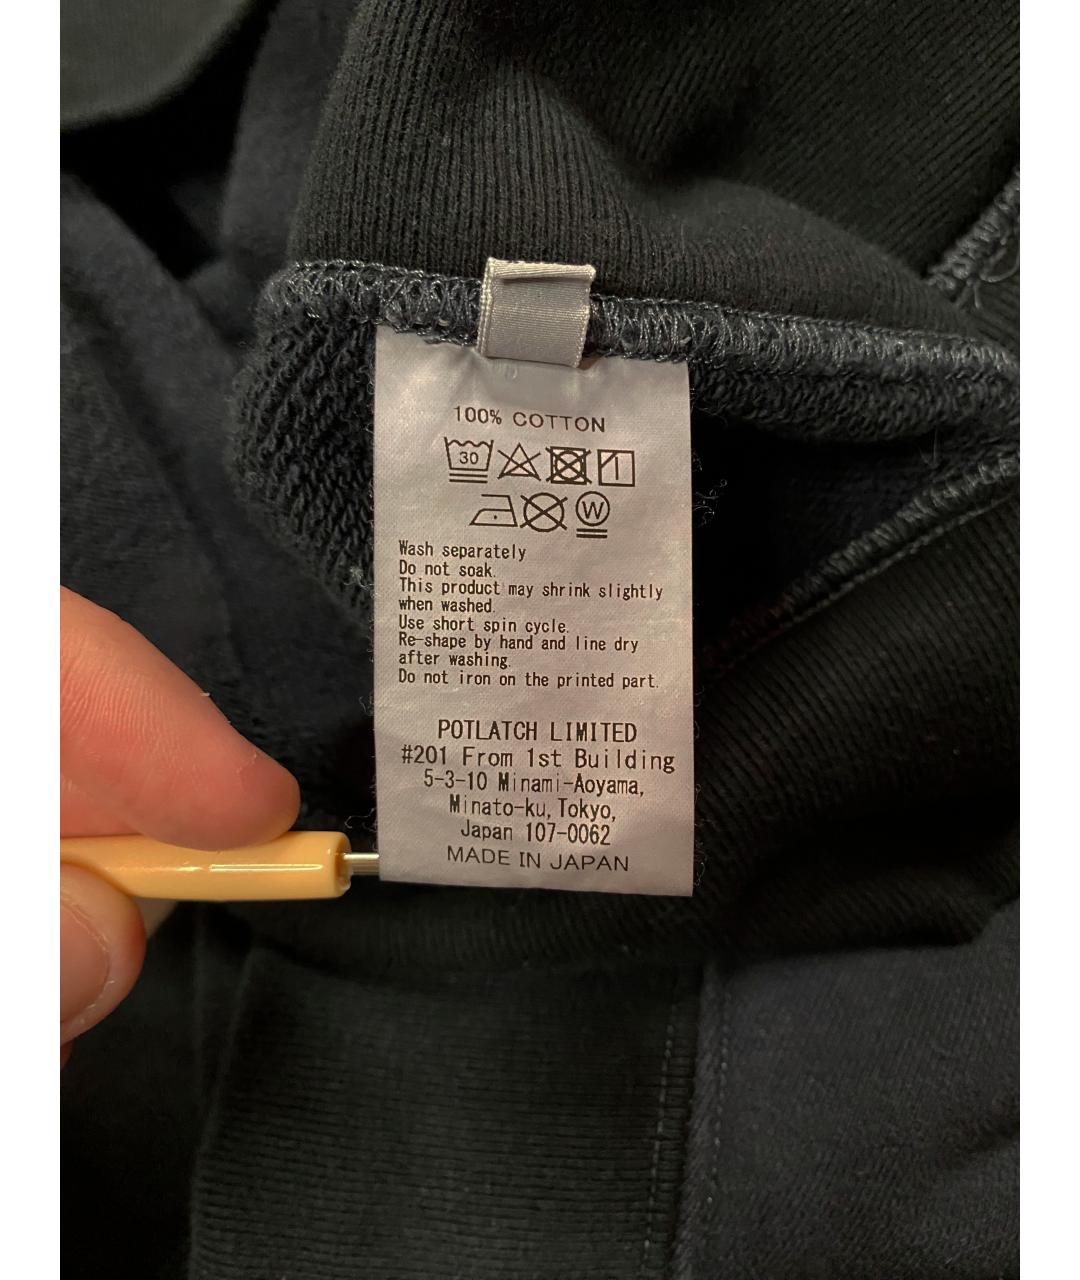 100% COTTON
30
W
Wash separately
Do not soak.
This product may shrink slightly
when washed.
Use short spin cycle.
Re-shape by hand and line dry
after washing.
Do not iron on the printed part.
POTLATCH LIMITED
#201 From 1st Building
5-3-10 Minami-Aoyama,
Minato-ku, Tokyo,
Japan 107-0062
MADE IN JAPAN